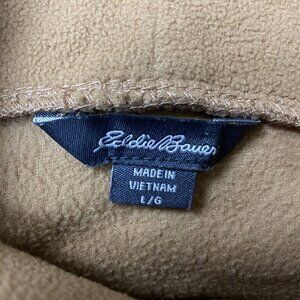 Eddie Bauer
MADE IN
VIETNAM
L/G